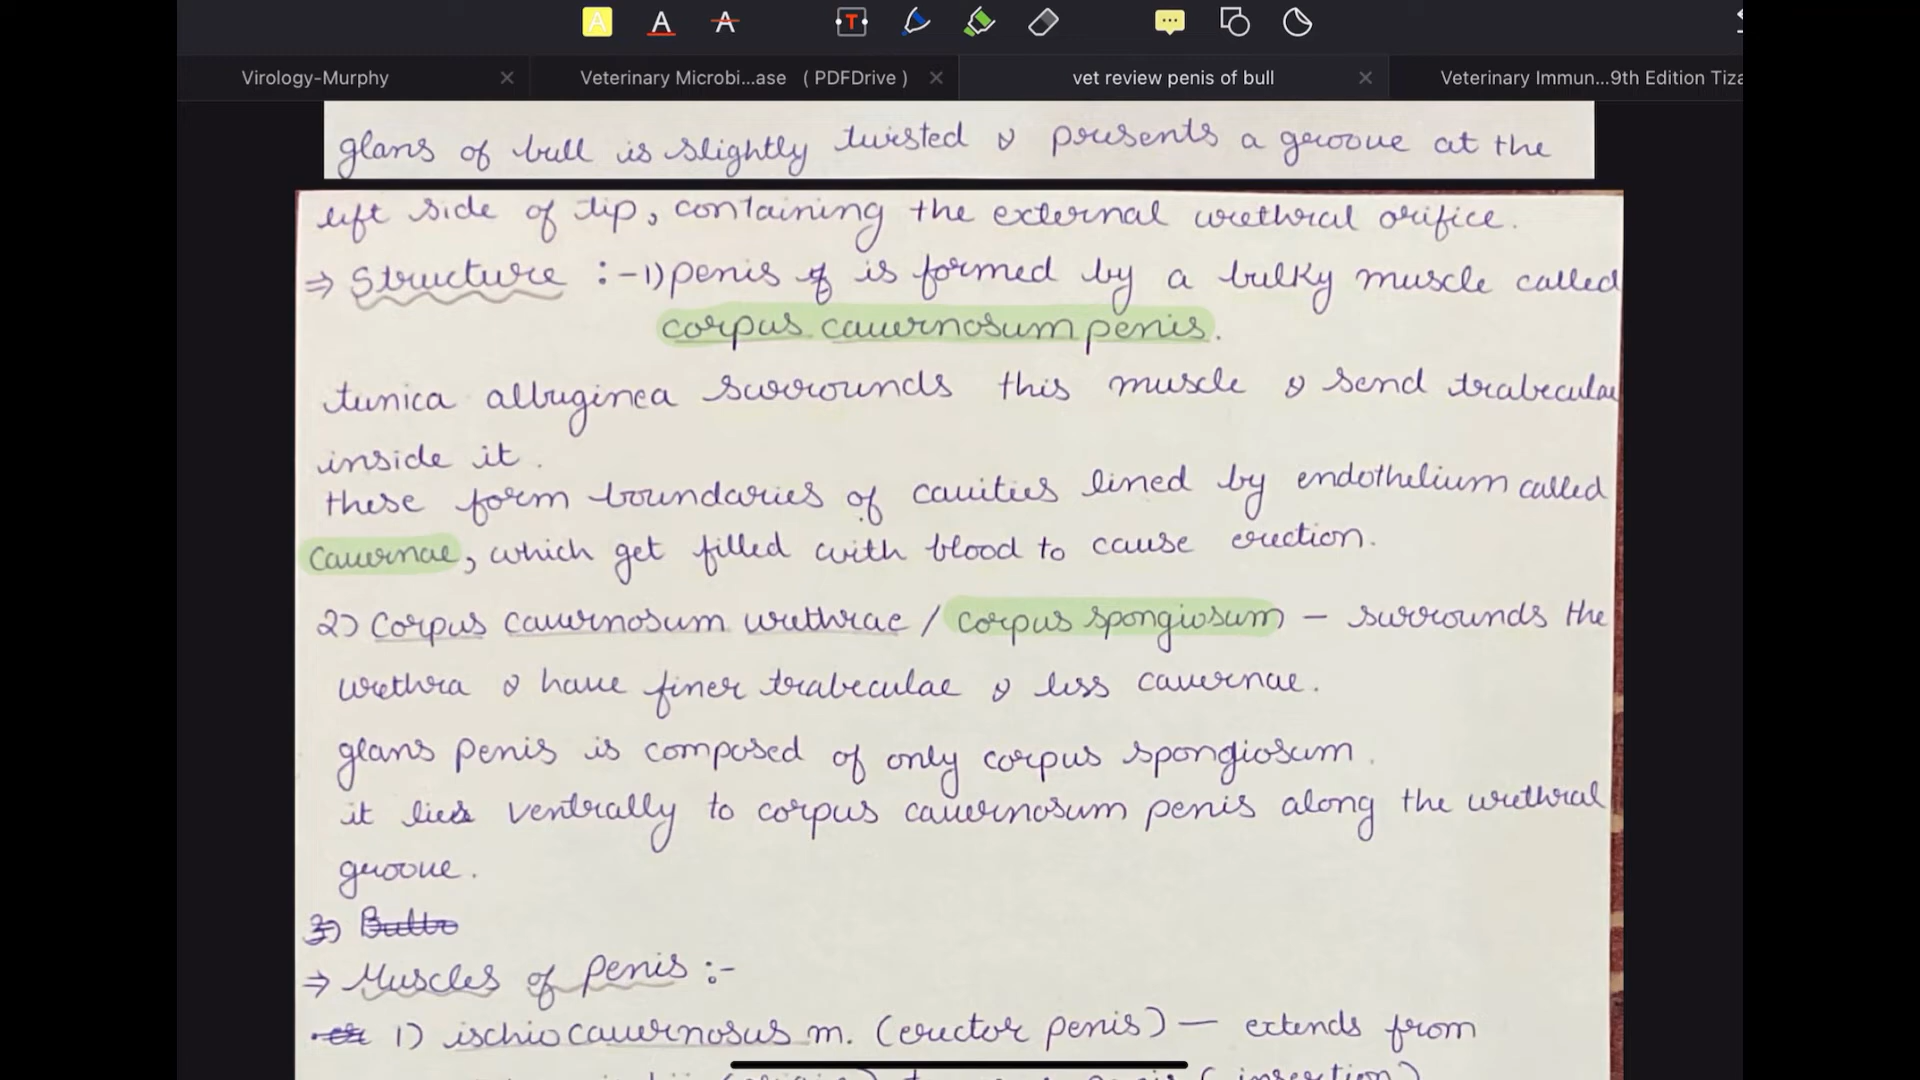 A A A T
Virology-Murphy Veterinary Microbi...ase ( PDFDrive ) vet review penis of bull Veterinary Immun...9th Edition Tiza
glans of bull is slightly twisted & presents a groove at the
left side of tip, containing the external urethral orifice.
⇒ Structure :- 1) penis is formed by a bulky muscle called
corpus cavernosum penis.
tunica albuginea surrounds this muscle & send trabeculae
inside it.
these form boundaries of cavities lined by endothelium called
cavernae, which get filled with blood to cause erection.
2) Corpus cavernosum urethrae / corpus spongiosum – surrounds the
urethra & have finer trabeculae & less cavernae.
glans penis is composed of only corpus spongiosum.
it lies ventrally to corpus cavernosum penis along the urethral
groove.
3) Bulbo
⇒ Muscles of Penis :-
1) ischiocavernosus m. (erector penis) – extends from
(insertion)